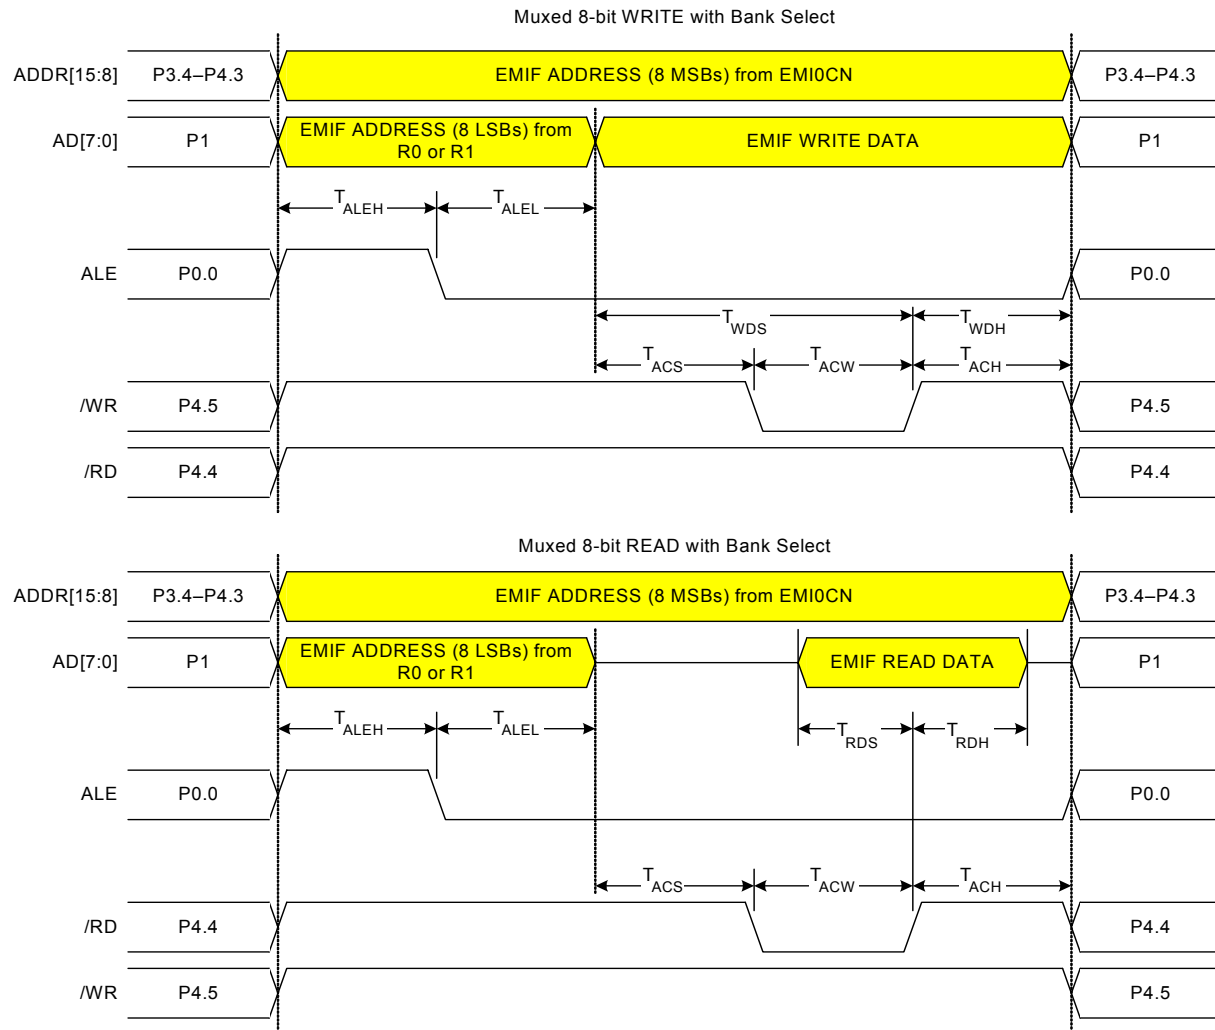 Muxed 8-bit WRITE with Bank Select
ADDR[15:8] P3.4–P4.3 EMIF ADDRESS (8 MSBs) from EMI0CN P3.4–P4.3
AD[7:0] P1 EMIF ADDRESS (8 LSBs) from
R0 or R1 EMIF WRITE DATA P1
TALEH TALEL
ALE P0.0 P0.0
TWDS TWDH
TACS TACW TACH
/WR P4.5 P4.5
/RD P4.4 P4.4
Muxed 8-bit READ with Bank Select
ADDR[15:8] P3.4–P4.3 EMIF ADDRESS (8 MSBs) from EMI0CN P3.4–P4.3
AD[7:0] P1 EMIF ADDRESS (8 LSBs) from
R0 or R1 EMIF READ DATA P1
TALEH TALEL TRDS TRDH
ALE P0.0 P0.0
TACS TACW TACH
/RD P4.4 P4.4
/WR P4.5 P4.5